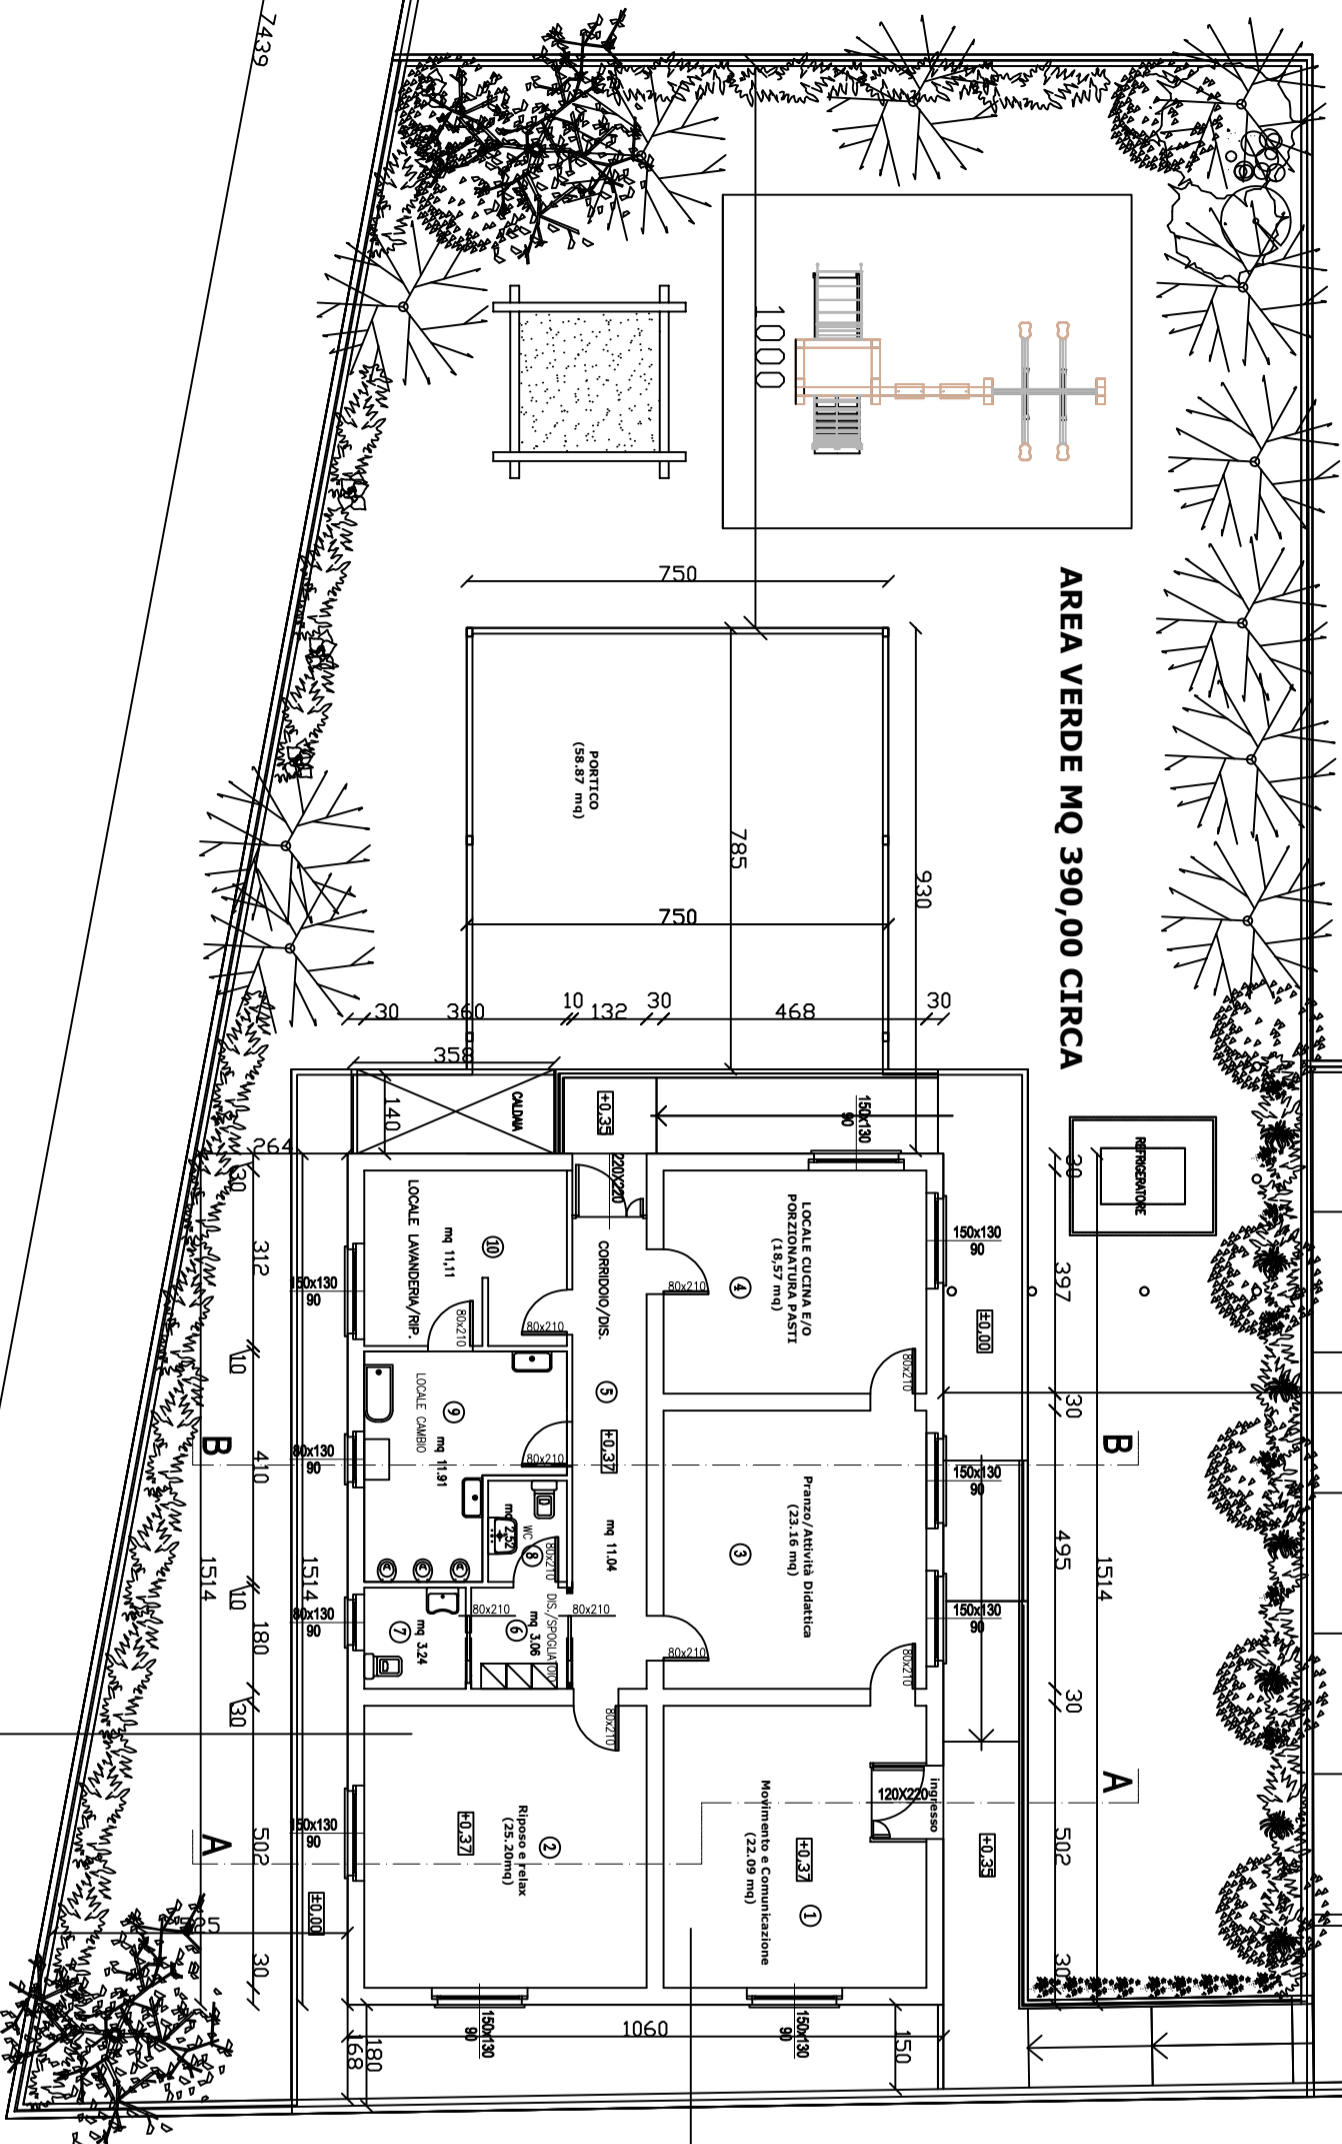 7439
1000
AREA VERDE MQ 390,00 CIRCA
750
PORTICO
(58.87 mq)
785
930
750
30
360
10
132
30
468
30
358
140
CALDAIA
+0,35
150x130
90
REFRIGERATORE
264
30
312
10
410
10
180
30
502
30
1514
1514
220X220
LOCALE LAVANDERIA/RIP.
mq 11,11
10
CORRIDOIO/DIS.
5
+0,37
mq 11.04
LOCALE CUCINA E/O
PORZIONATURA PASTI
(18,57 mq)
4
80x210
80x210
80x210
80x210
150x130
90
150x130
90
±0,00
30
397
30
495
30
502
30
1514
LOCALE CAMBIO
9
mq 11.91
80x210
80x130
90
B
B
mq 2,52
WC
8
80x210
DIS./SPOGLIATOIO
mq 3.06
6
80x210
80x210
7
mq 3.24
80x130
90
Pranzo/Attività Didattica
(23.16 mq)
3
80x210
80x210
150x130
90
150x130
90
80x210
A
A
Riposo e relax
(25.20mq)
2
+0,37
150x130
90
±0,00
Movimento e Comunicazione
(22.09 mq)
1
+0,37
120X220
ingresso
+0,35
150x130
90
150x130
90
1060
150
180
168